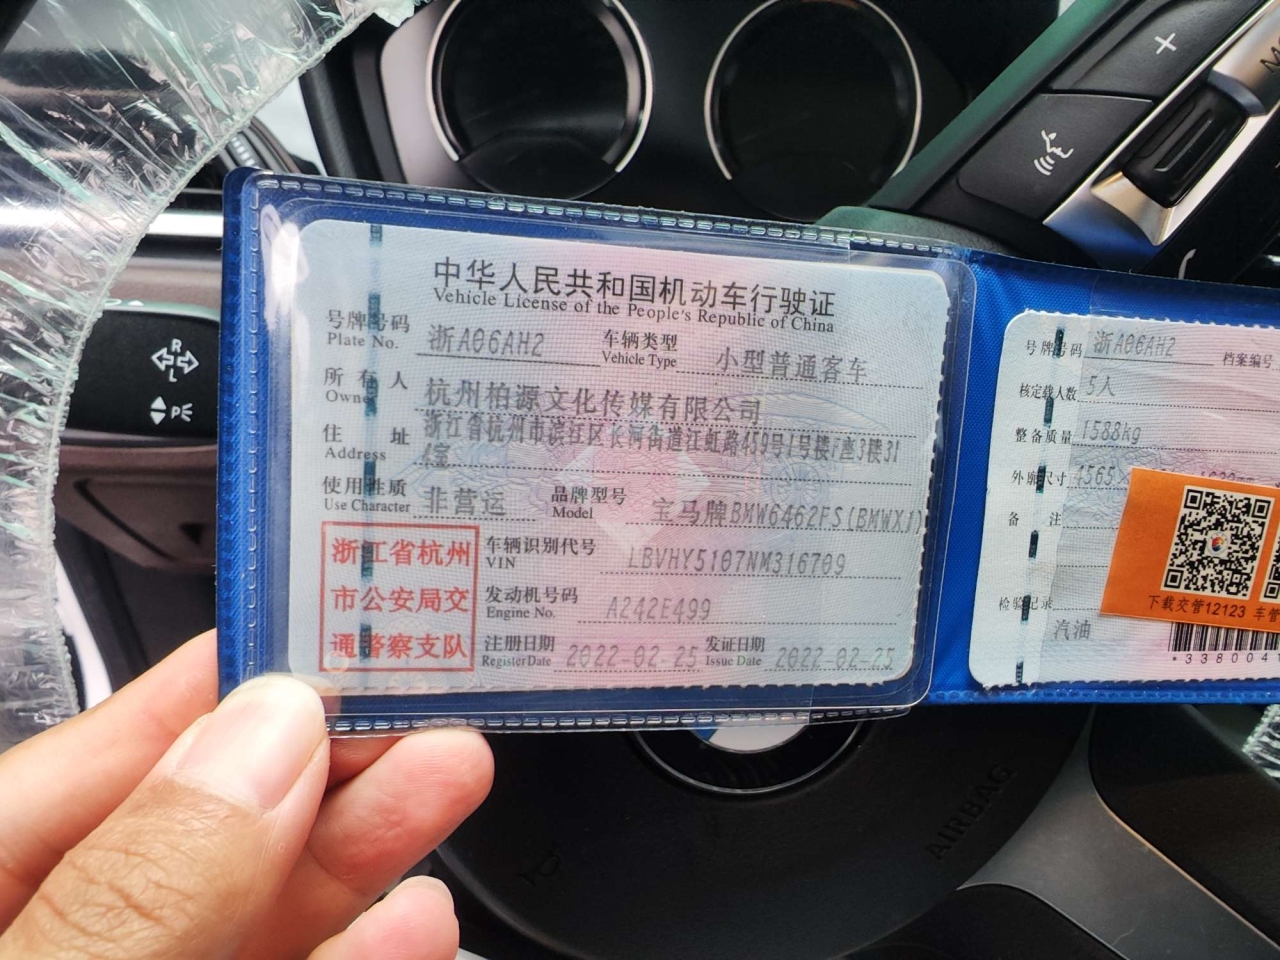 中华人民共和国机动车行驶证
Vehicle License of the People's Republic of China
号牌号码 浙A06AH2 车辆类型 小型普通客车
Plate No. Vehicle Type
所有人 杭州柏源文化传媒有限公司
Owner
住址 浙江省杭州市滨江区长河街道江虹路459号1号楼 座3楼31
Address 4室
使用性质 非营运 品牌型号 宝马牌BMW6462FS(BMWX1)
Use Character Model
浙江省杭州
市公安局交
通警察支队
车辆识别代号 LBVHY5107NM316709
VIN
发动机号码 A242E499
Engine No.
注册日期 2022-02-25 发证日期 2022-02-25
Register Date Issue Date
号牌号码 浙A06AH2 档案编号
核定载人数 5人
整备质量 1588kg
外廓尺寸 4565×
备注
检验记录
汽油
下载交管12123 车管
*338004
R
L
P
AIRBAG
+